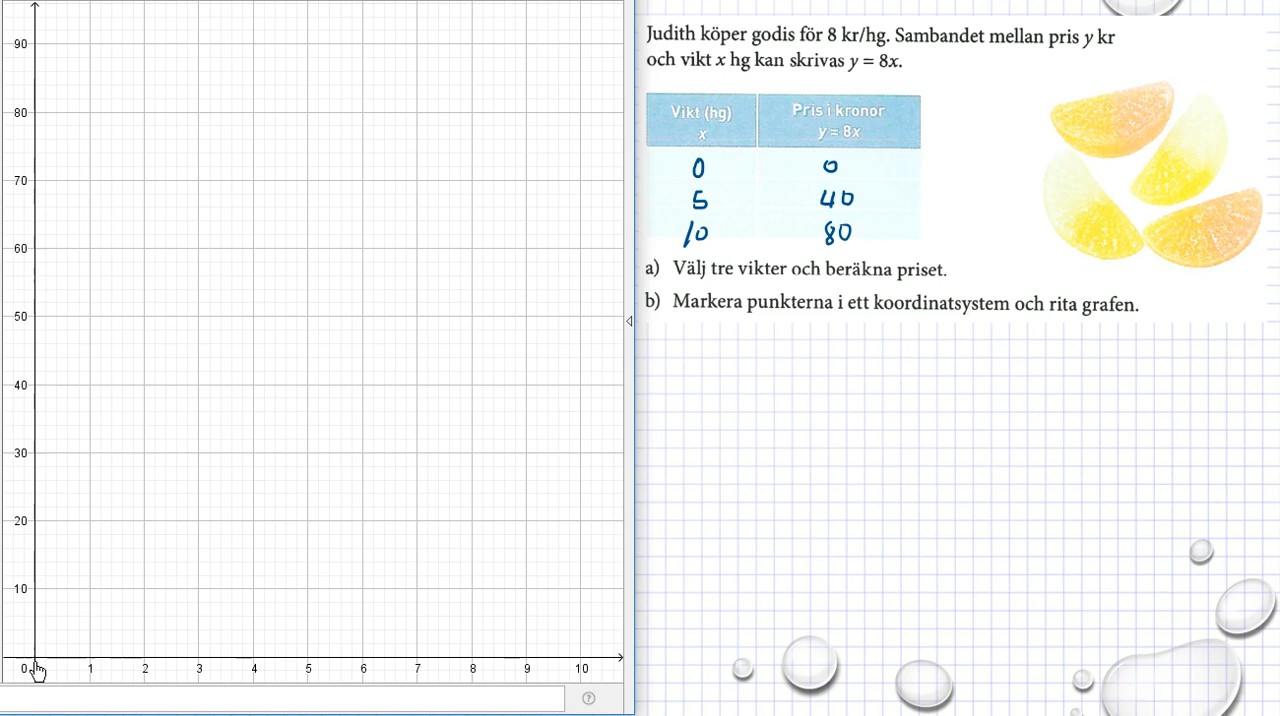 Judith köper godis för 8 kr/hg. Sambandet mellan pris y kr
och vikt x hg kan skrivas y = 8x.
Vikt (hg) Pris i kronor
x y = 8x
0 0
5 40
10 80
a) Välj tre vikter och beräkna priset.
b) Markera punkterna i ett koordinatsystem och rita grafen.
90
80
70
60
50
40
30
20
10
0 1 2 3 4 5 6 7 8 9 10
?